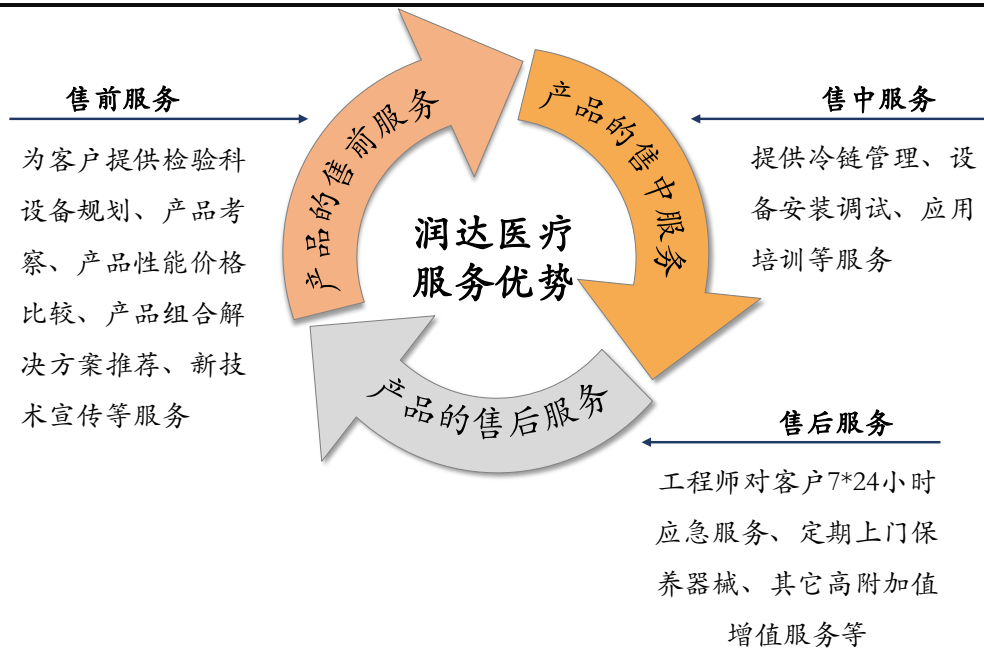 售前服务
为客户提供检验科
设备规划、产品考
察、产品性能价格
比较、产品组合解
决方案推荐、新技
术宣传等服务
产品的售前服务
产品的售中服务
润达医疗
服务优势
产品的售后服务
售中服务
提供冷链管理、设
备安装调试、应用
培训等服务
售后服务
工程师对客户7*24小时
应急服务、定期上门保
养器械、其它高附加值
增值服务等